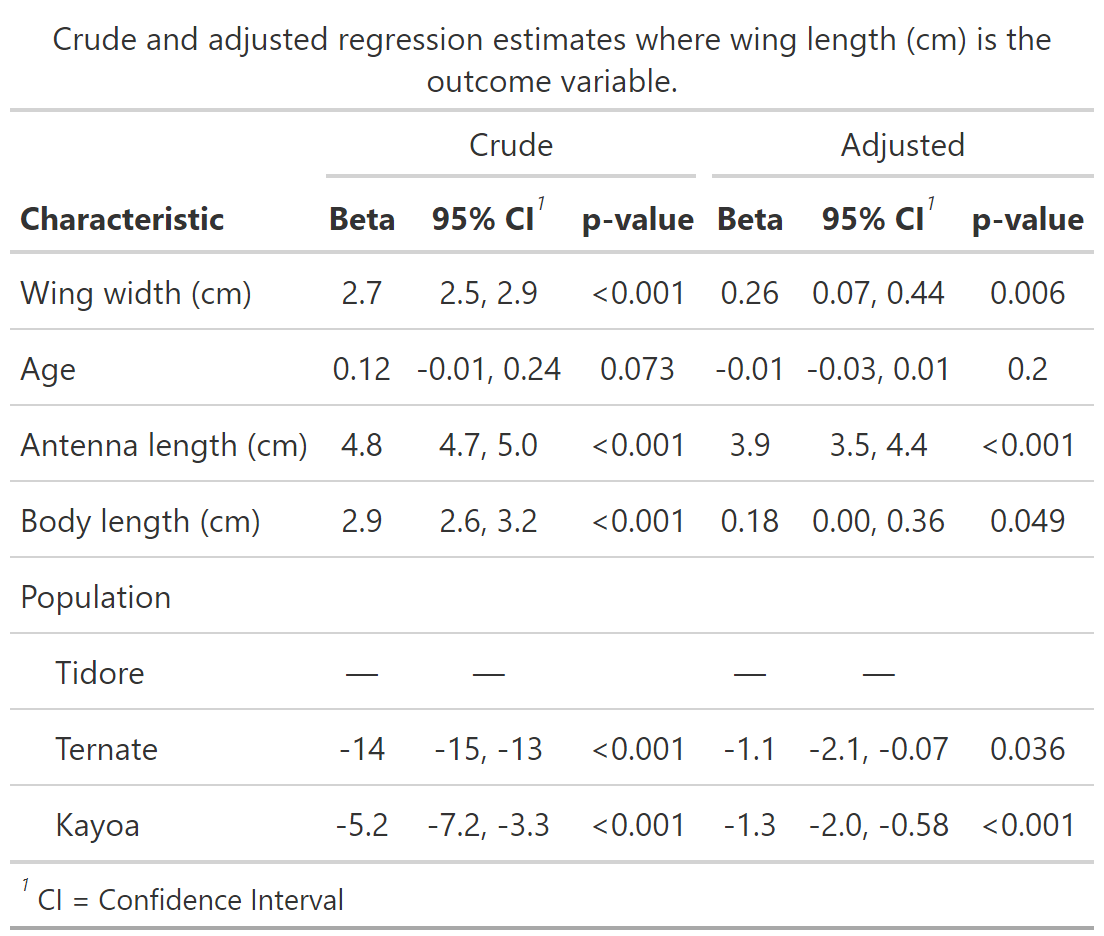 Crude and adjusted regression estimates where wing length (cm) is the
outcome variable.
Crude Adjusted
Characteristic Beta 95% CI1 p-value Beta 95% CI1 p-value
Wing width (cm) 2.7 2.5, 2.9 <0.001 0.26 0.07, 0.44 0.006
Age 0.12 -0.01, 0.24 0.073 -0.01 -0.03, 0.01 0.2
Antenna length (cm) 4.8 4.7, 5.0 <0.001 3.9 3.5, 4.4 <0.001
Body length (cm) 2.9 2.6, 3.2 <0.001 0.18 0.00, 0.36 0.049
Population
Tidore — — — —
Ternate -14 -15, -13 <0.001 -1.1 -2.1, -0.07 0.036
Kayoa -5.2 -7.2, -3.3 <0.001 -1.3 -2.0, -0.58 <0.001
1 CI = Confidence Interval